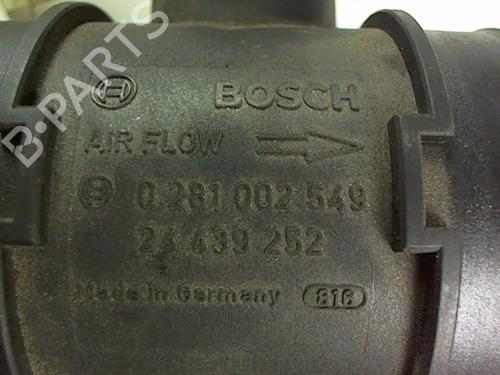 B-PARTS
BOSCH
AIR FLOW
0 281 002 549
24 439 252
Made in Germany 816